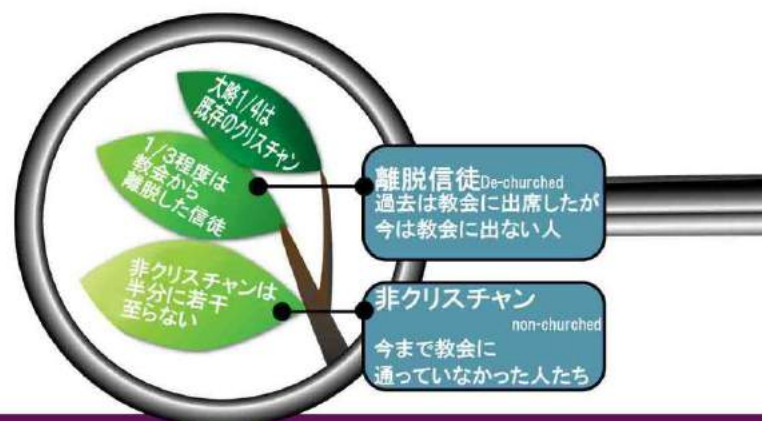 大略1/4は
既存のクリスチャン
1/3程度は
教会から
離脱した信徒
非クリスチャンは
半分に若干
至らない
離脱信徒De-churched
過去は教会に出席したが
今は教会に出ない人
非クリスチャン
non-churched
今まで教会に
通っていなかった人たち